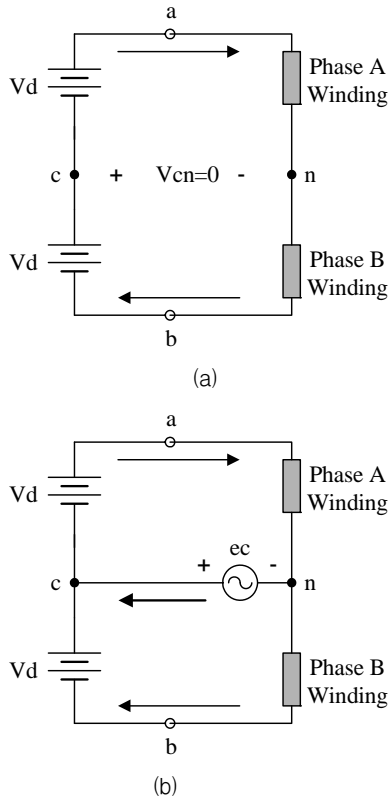 a
Vd
Phase A
Winding
c
+ Vcn=0 -
n
Vd
Phase B
Winding
b
(a)
a
Vd
Phase A
Winding
ec
+ -
c
n
Vd
Phase B
Winding
b
(b)